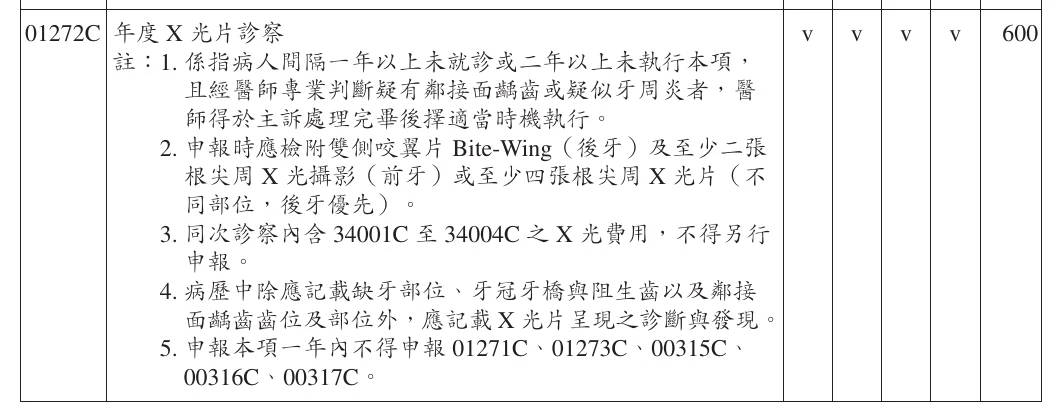 01272C 年度 X 光片診察 v v v v 600
註：1. 係指病人間隔一年以上未就診或二年以上未執行本項，
且經醫師專業判斷疑有鄰接面齲齒或疑似牙周炎者，醫
師得於主訴處理完畢後擇適當時機執行。
2. 申報時應檢附雙側咬翼片 Bite-Wing（後牙）及至少二張
根尖周 X 光攝影（前牙）或至少四張根尖周 X 光片（不
同部位，後牙優先）。
3. 同次診察內含 34001C 至 34004C 之 X 光費用，不得另行
申報。
4. 病歷中除應記載缺牙部位、牙冠牙橋與阻生齒以及鄰接
面齲齒齒位及部位外，應記載 X 光片呈現之診斷與發現。
5. 申報本項一年內不得申報 01271C、01273C、00315C、
00316C、00317C。